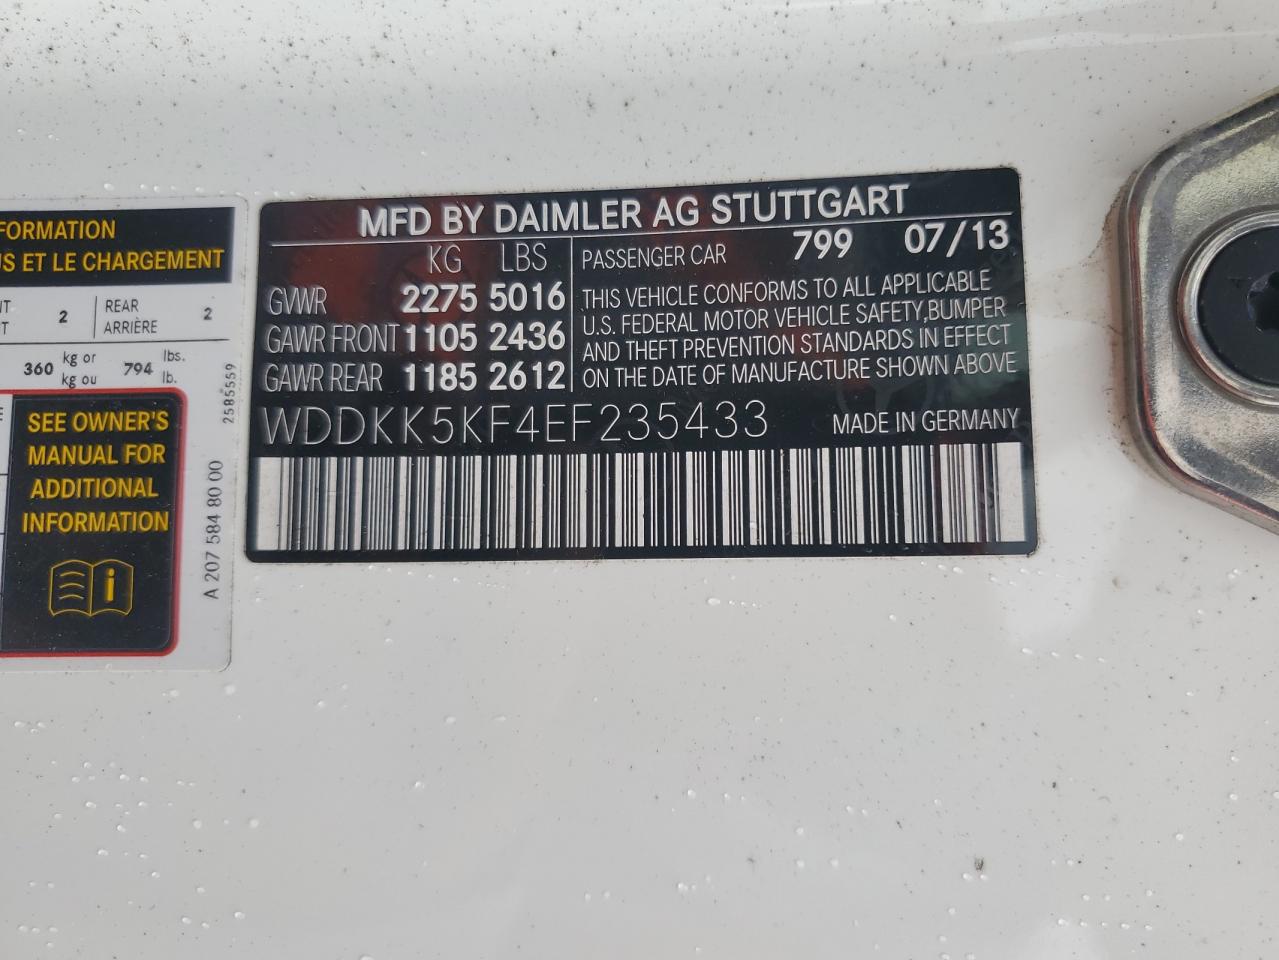 FORMATION
US ET LE CHARGEMENT
2
REAR
ARRIÈRE
2
360 kg or 794 lbs.
kg ou lb.
SEE OWNER'S
MANUAL FOR
ADDITIONAL
INFORMATION
i
2585559
A 207 584 80 00
MFD BY DAIMLER AG STUTTGART
KG LBS
GVWR 2275 5016
GAWR FRONT 1105 2436
GAWR REAR 1185 2612
PASSENGER CAR 799 07/13
THIS VEHICLE CONFORMS TO ALL APPLICABLE
U.S. FEDERAL MOTOR VEHICLE SAFETY,BUMPER
AND THEFT PREVENTION STANDARDS IN EFFECT
ON THE DATE OF MANUFACTURE SHOWN ABOVE
WDDKK5KF4EF235433
MADE IN GERMANY